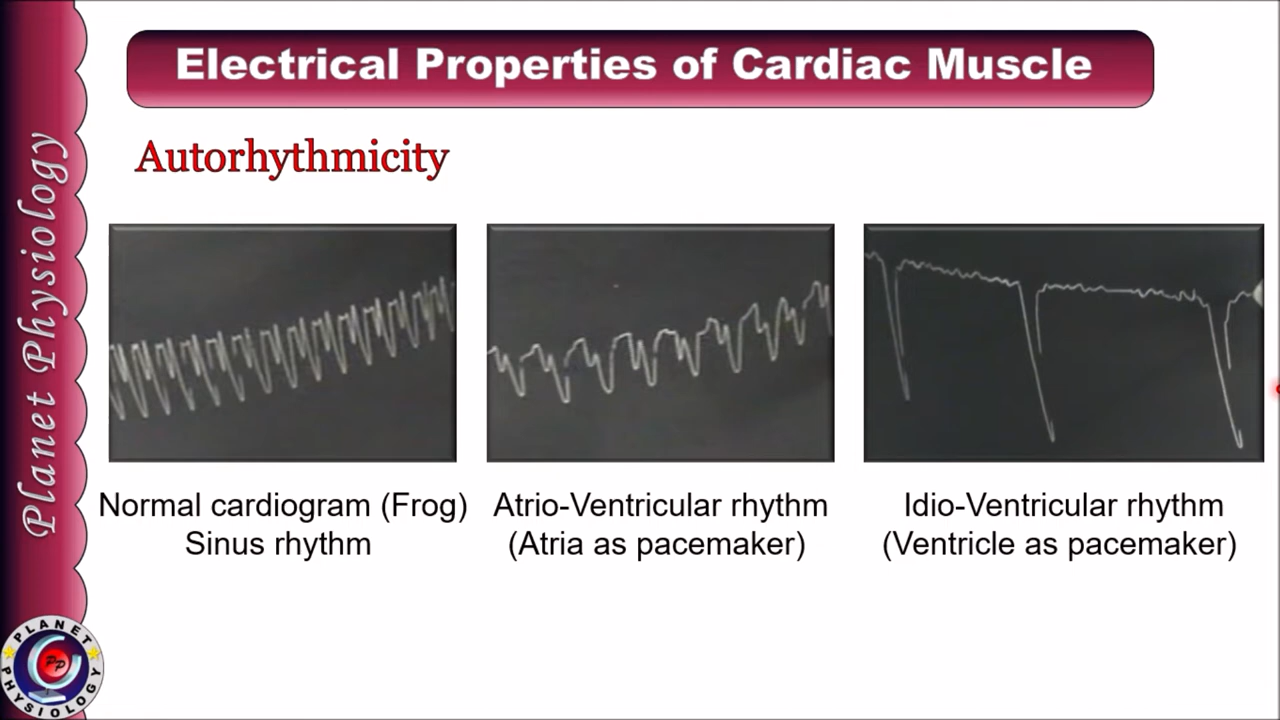 Electrical Properties of Cardiac Muscle
Autorhythmicity
Planet Physiology
Normal cardiogram (Frog)
Sinus rhythm
Atrio-Ventricular rhythm
(Atria as pacemaker)
Idio-Ventricular rhythm
(Ventricle as pacemaker)
PLANET
PP
PHYSIOLOGY